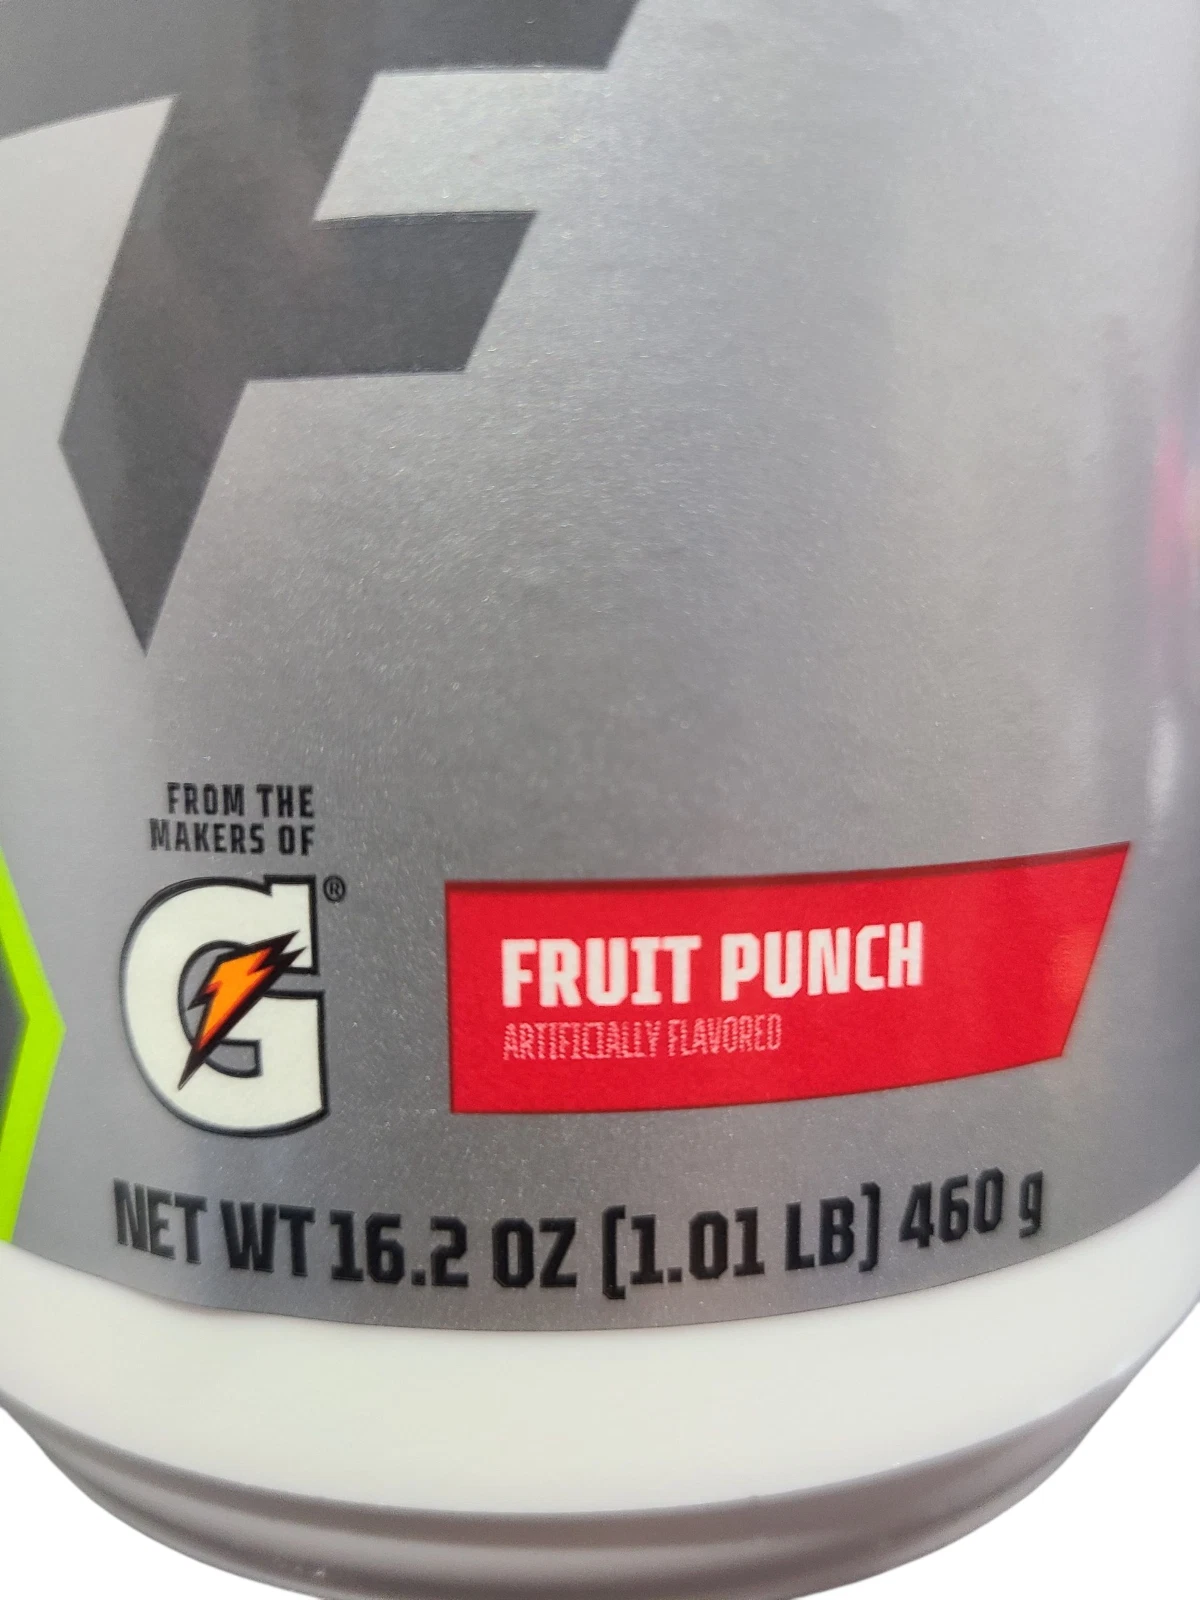 FROM THE
MAKERS OF
G®
FRUIT PUNCH
ARTIFICIALLY FLAVORED
NET WT 16.2 OZ (1.01 LB) 460 g